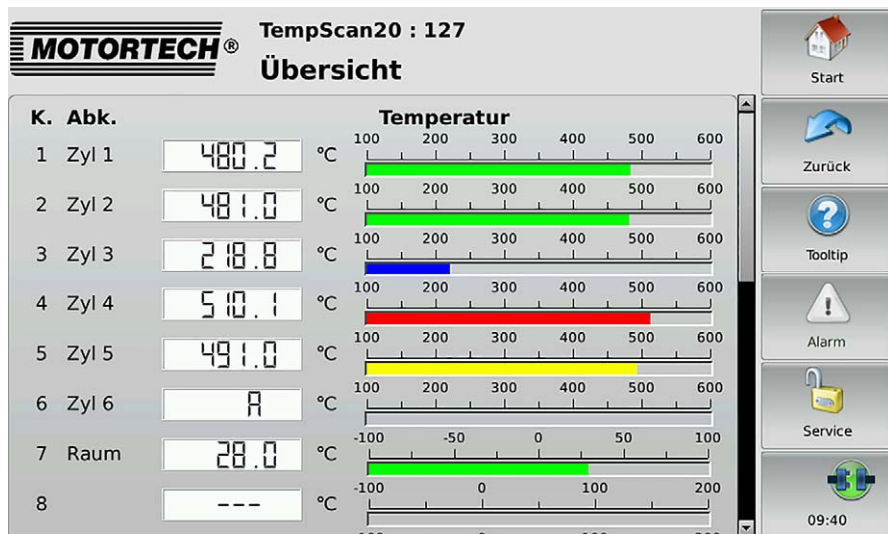 MOTORTECH®
TempScan20 : 127
Übersicht
K. Abk. Temperatur
100 200 300 400 500 600
1 Zyl 1 480.2 °C
100 200 300 400 500 600
2 Zyl 2 481.0 °C
100 200 300 400 500 600
3 Zyl 3 218.8 °C
100 200 300 400 500 600
4 Zyl 4 510.1 °C
100 200 300 400 500 600
5 Zyl 5 491.0 °C
100 200 300 400 500 600
6 Zyl 6 A °C
-100 -50 0 50 100
7 Raum 28.0 °C
-100 0 100 200
8 --- °C
Start
Zurück
Tooltip
Alarm
Service
09:40